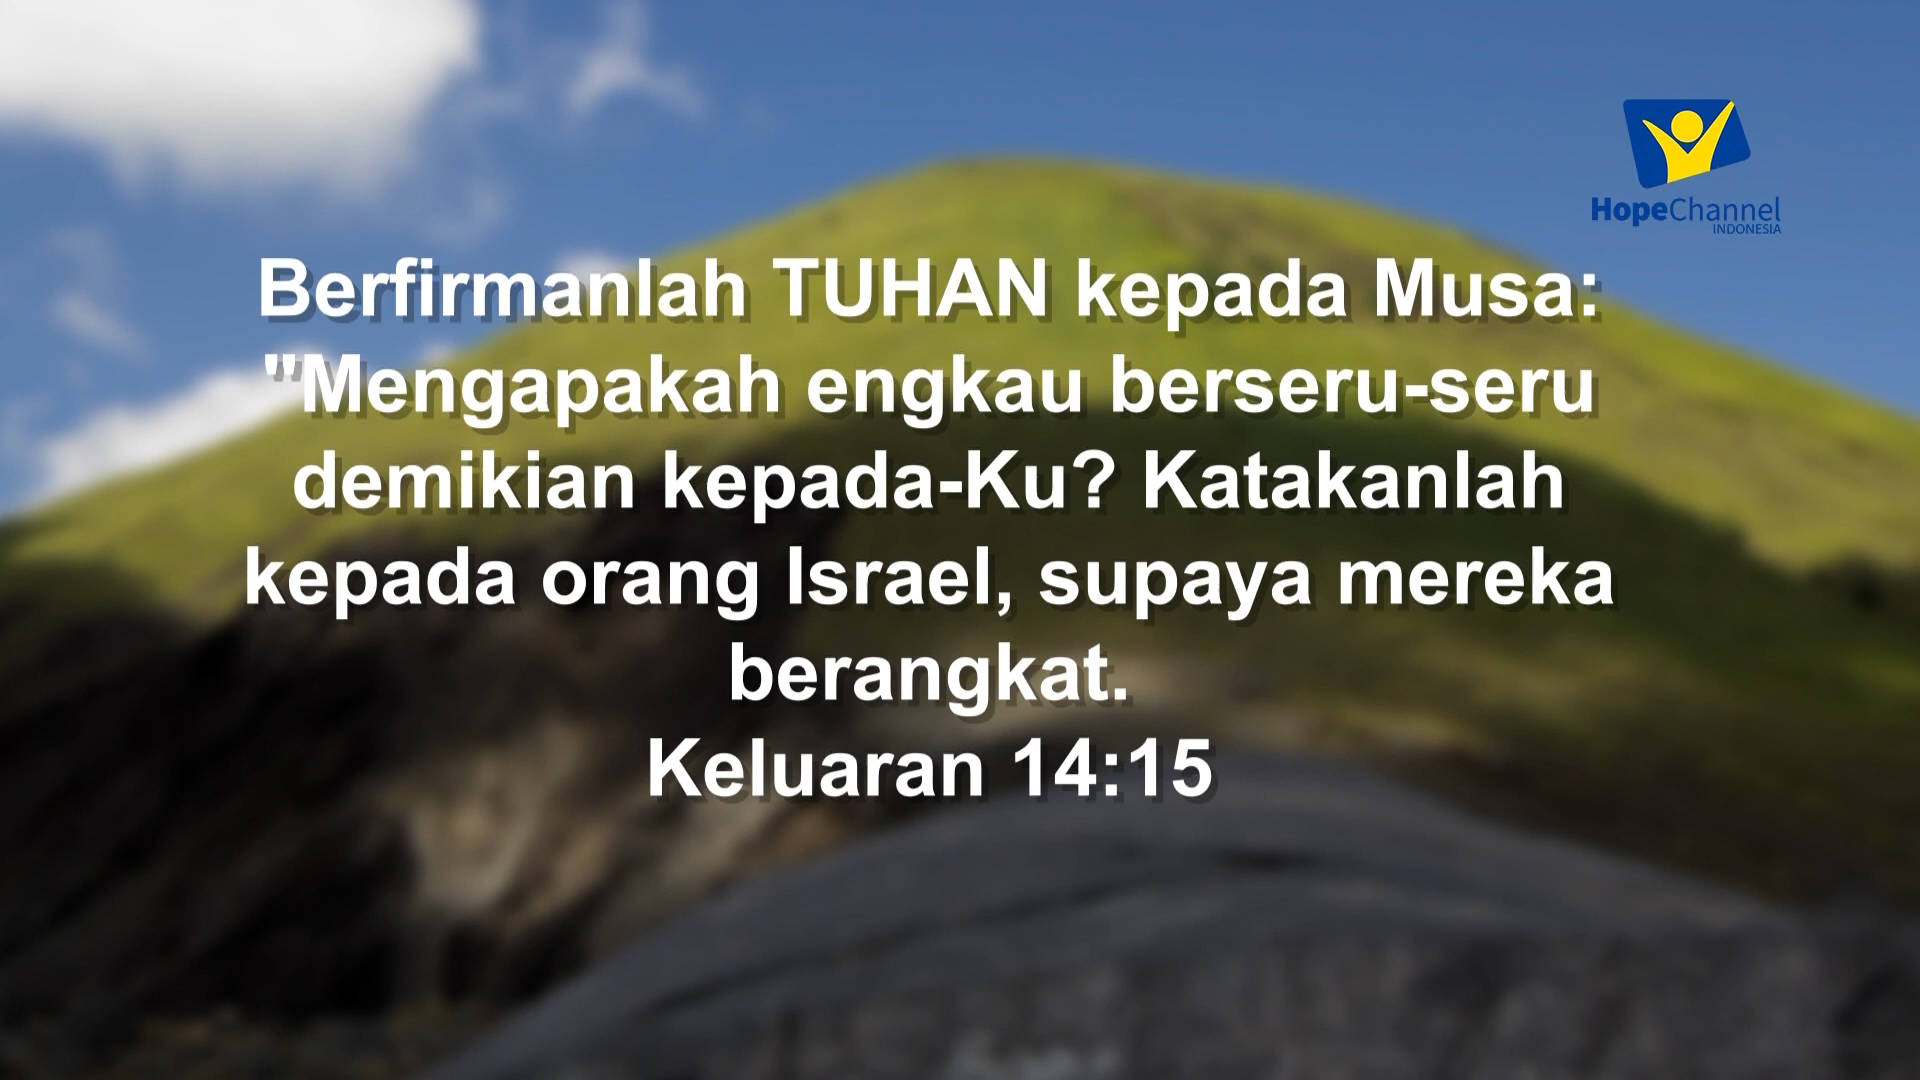 HopeChannel
INDONESIA
Berfirmanlah TUHAN kepada Musa:
"Mengapakah engkau berseru-seru
demikian kepada-Ku? Katakanlah
kepada orang Israel, supaya mereka
berangkat.
Keluaran 14:15